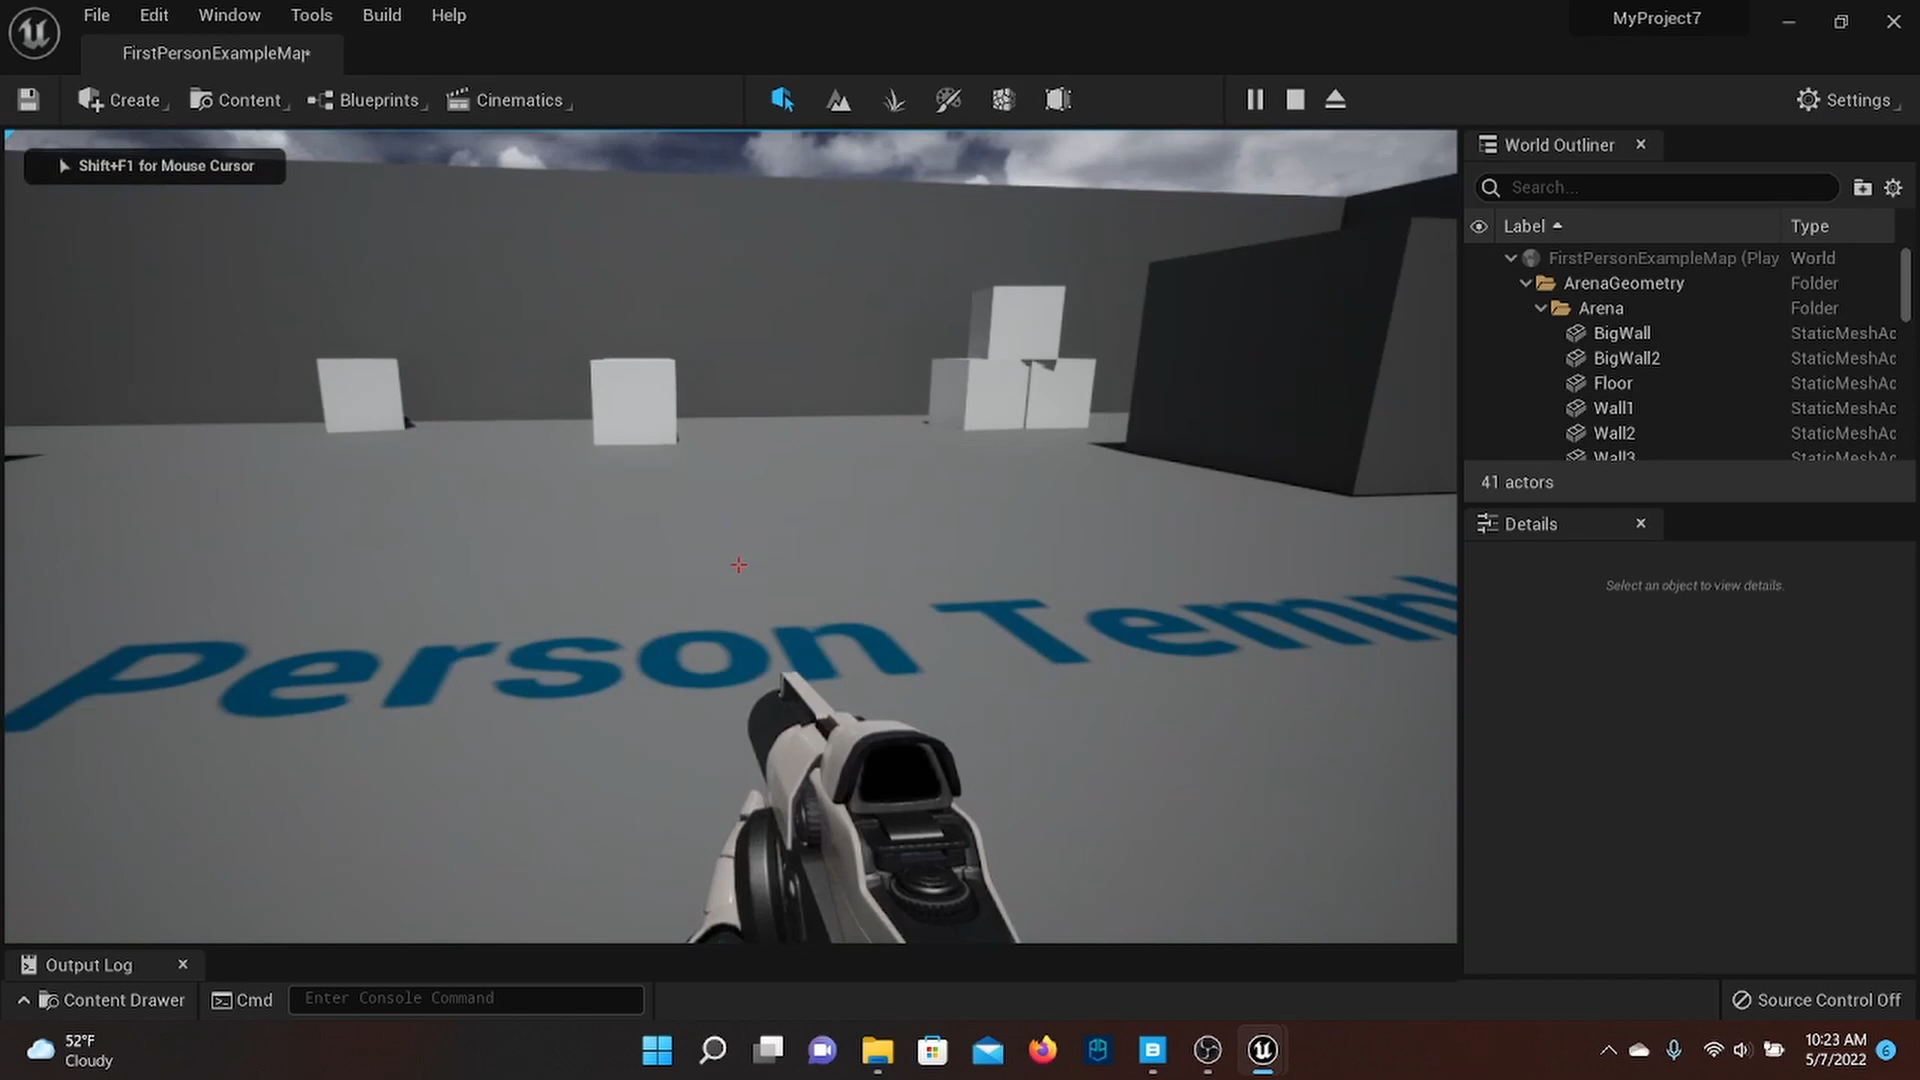 File Edit Window Tools Build Help
MyProject7
FirstPersonExampleMap
Create Content Blueprints Cinematics
Settings
Shift+F1 for Mouse Cursor
World Outliner
Search...
Label Type
FirstPersonExampleMap (Play World
ArenaGeometry Folder
Arena Folder
BigWall StaticMeshAc
BigWall2 StaticMeshAc
Floor StaticMeshAc
Wall1 StaticMeshAc
Wall2 StaticMeshAc
Wall3 StaticMeshAc
41 actors
Details
Select an object to view details.
Person Templ
Output Log
Content Drawer Cmd Enter Console Command
Source Control Off
52°F
Cloudy
10:23 AM
5/7/2022
6